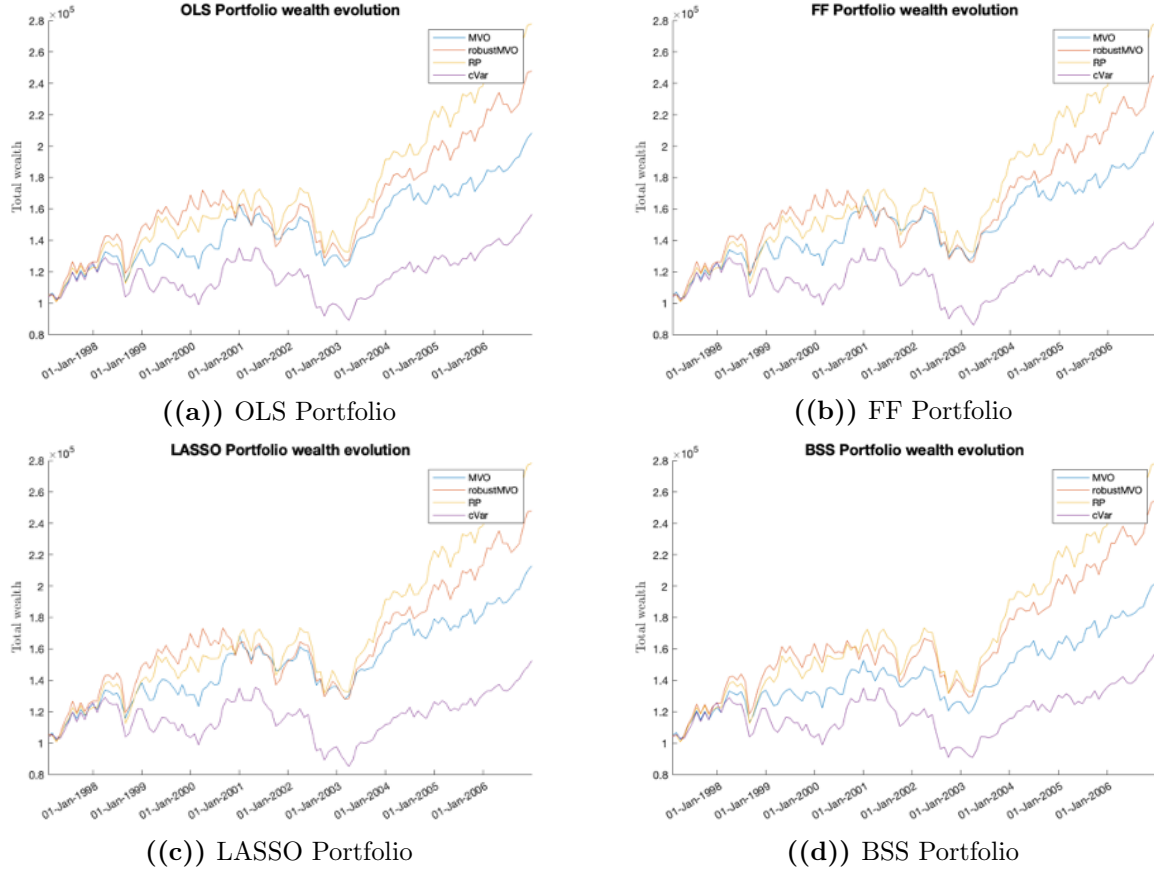 OLS Portfolio wealth evolution
×10⁵
2.8
2.6
2.4
2.2
2
1.8
1.6
1.4
1.2
1
0.8
Total wealth
MVO
robustMVO
RP
cVar
01-Jan-1998
01-Jan-1999
01-Jan-2000
01-Jan-2001
01-Jan-2002
01-Jan-2003
01-Jan-2004
01-Jan-2005
01-Jan-2006
((a)) OLS Portfolio
FF Portfolio wealth evolution
×10⁵
2.8
2.6
2.4
2.2
2
1.8
1.6
1.4
1.2
1
0.8
Total wealth
MVO
robustMVO
RP
cVar
01-Jan-1998
01-Jan-1999
01-Jan-2000
01-Jan-2001
01-Jan-2002
01-Jan-2003
01-Jan-2004
01-Jan-2005
01-Jan-2006
((b)) FF Portfolio
LASSO Portfolio wealth evolution
×10⁵
2.8
2.6
2.4
2.2
2
1.8
1.6
1.4
1.2
1
0.8
Total wealth
MVO
robustMVO
RP
cVar
01-Jan-1998
01-Jan-1999
01-Jan-2000
01-Jan-2001
01-Jan-2002
01-Jan-2003
01-Jan-2004
01-Jan-2005
01-Jan-2006
((c)) LASSO Portfolio
BSS Portfolio wealth evolution
×10⁵
2.8
2.6
2.4
2.2
2
1.8
1.6
1.4
1.2
1
0.8
Total wealth
MVO
robustMVO
RP
cVar
01-Jan-1998
01-Jan-1999
01-Jan-2000
01-Jan-2001
01-Jan-2002
01-Jan-2003
01-Jan-2004
01-Jan-2005
01-Jan-2006
((d)) BSS Portfolio